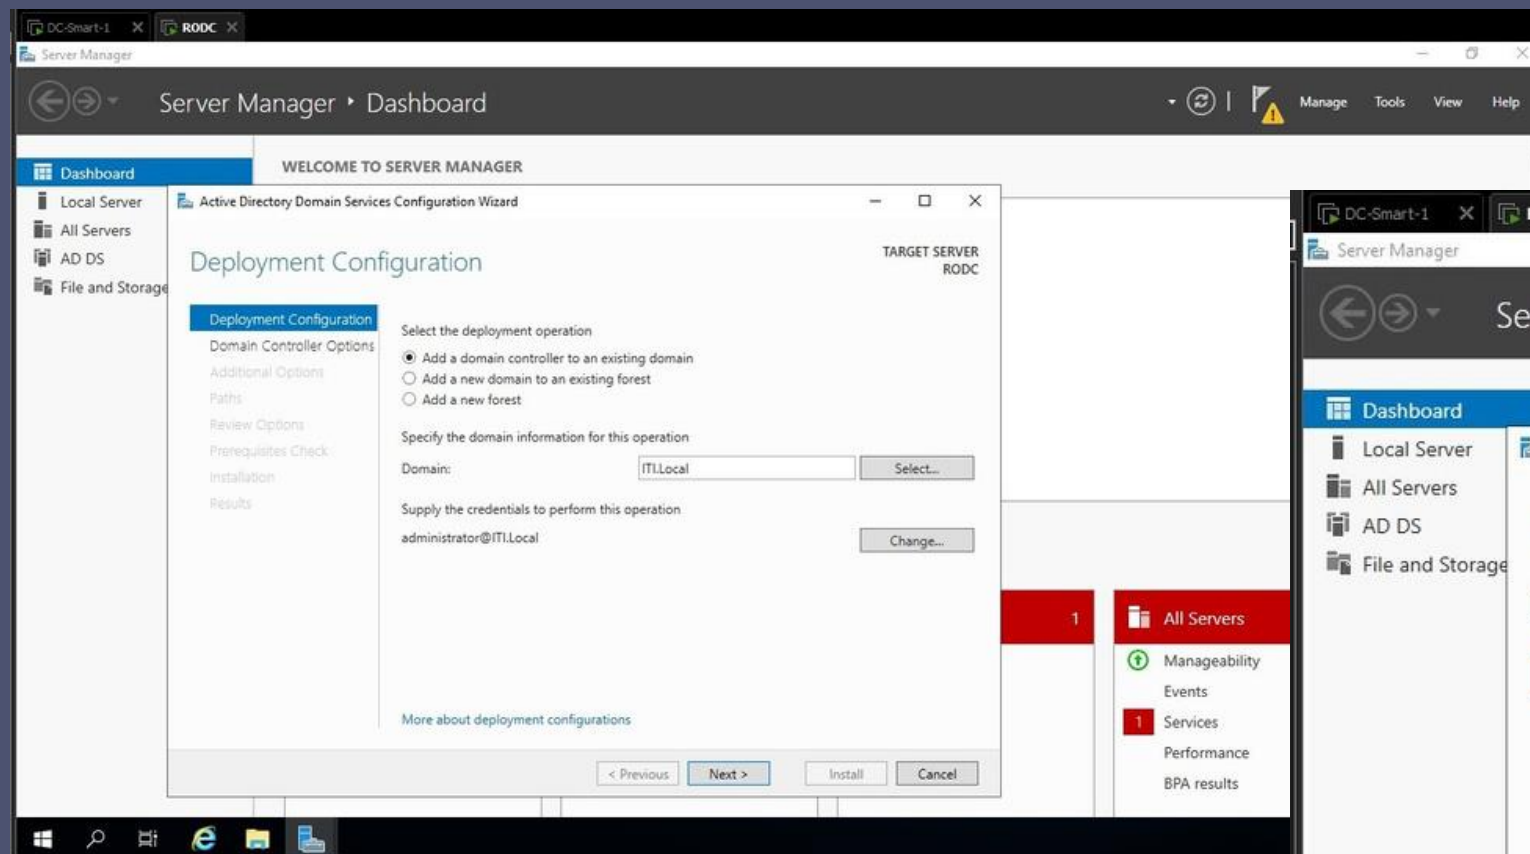 DC-Smart-1
RODC
Server Manager
Server Manager
Dashboard
Manage
Tools
View
Help
Dashboard
Local Server
All Servers
AD DS
File and Storage
WELCOME TO SERVER MANAGER
Active Directory Domain Services Configuration Wizard
Deployment Configuration
TARGET SERVER
RODC
Deployment Configuration
Domain Controller Options
Additional Options
Paths
Review Options
Prerequisites Check
Installation
Results
Select the deployment operation
Add a domain controller to an existing domain
Add a new domain to an existing forest
Add a new forest
Specify the domain information for this operation
Domain:
ITI.Local
Select...
Supply the credentials to perform this operation
administrator@ITI.Local
Change...
More about deployment configurations
< Previous
Next >
Install
Cancel
1
All Servers
Manageability
Events
1
Services
Performance
BPA results
DC-Smart-1
Server Manager
Se
Dashboard
Local Server
All Servers
AD DS
File and Storage